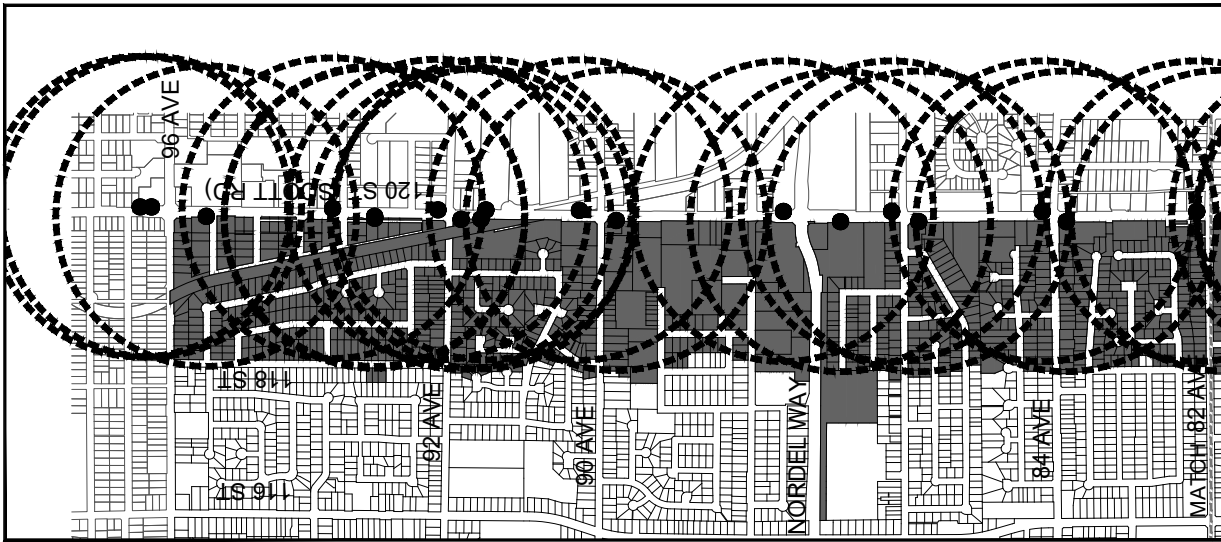 96 AVE
120 ST (SCOTT RD)
118 ST
92 AVE
116 ST
90 AVE
NORDEL WAY
84 AVE
MATCH 82 AV